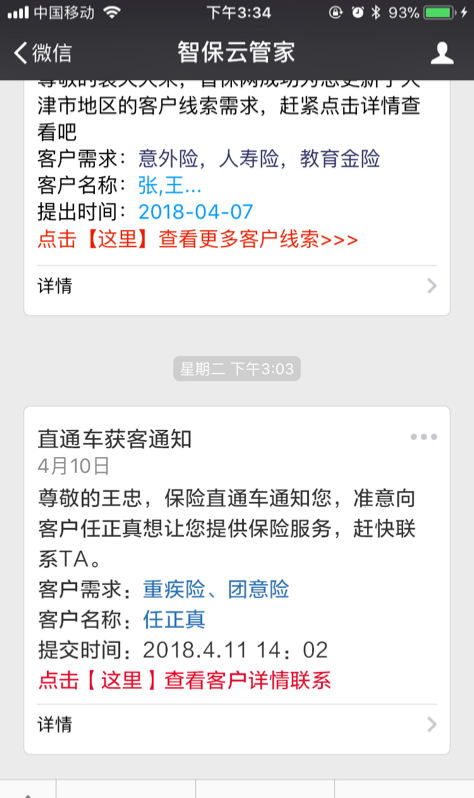 中国移动
下午3:34
93%
微信
智保云管家
津市地区的客户线索需求，赶紧点击详情查
看吧
客户需求：意外险，人寿险，教育金险
客户名称：张,王...
提出时间：2018-04-07
点击【这里】查看更多客户线索>>>
详情
星期二 下午3:03
直通车获客通知
4月10日
尊敬的王忠，保险直通车通知您，准意向
客户任正真想让您提供保险服务，赶快联
系TA。
客户需求：重疾险、团意险
客户名称：任正真
提交时间：2018.4.11 14：02
点击【这里】查看客户详情联系
详情